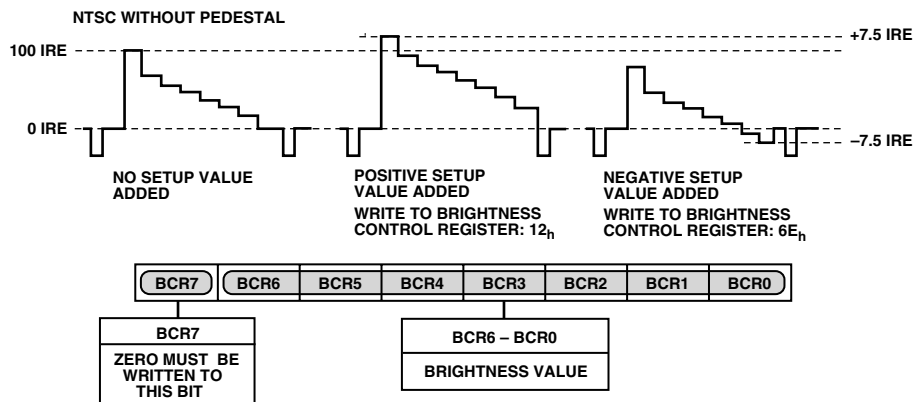 NTSC WITHOUT PEDESTAL
100 IRE
+7.5 IRE
0 IRE
–7.5 IRE
NO SETUP VALUE
ADDED
POSITIVE SETUP
VALUE ADDED
WRITE TO BRIGHTNESS
CONTROL REGISTER: 12h
NEGATIVE SETUP
VALUE ADDED
WRITE TO BRIGHTNESS
CONTROL REGISTER: 6Eh
BCR7 BCR6 BCR5 BCR4 BCR3 BCR2 BCR1 BCR0
BCR7
ZERO MUST BE
WRITTEN TO
THIS BIT
BCR6 – BCR0
BRIGHTNESS VALUE